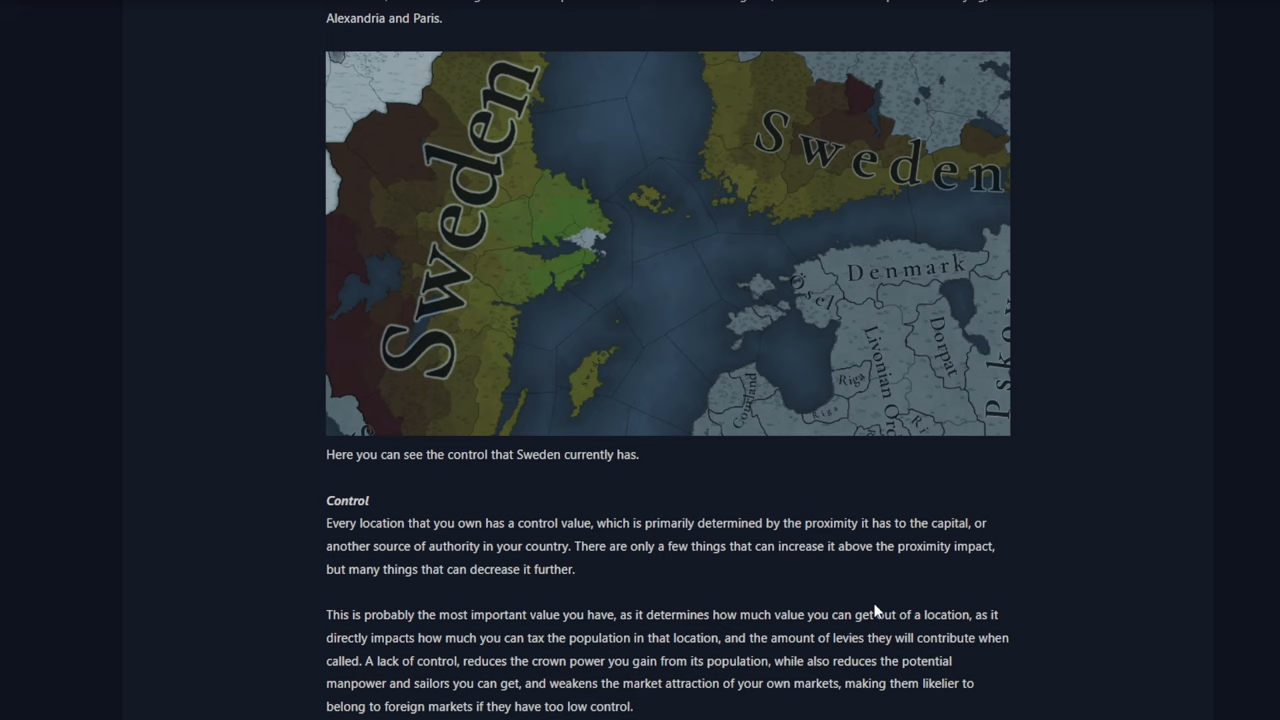 Alexandria and Paris.
Sweden
Sweden
Denmark
Ösel
Dorpat
Livonian Ord
Riga
Riga
Courland
Pskov
Here you can see the control that Sweden currently has.
Control
Every location that you own has a control value, which is primarily determined by the proximity it has to the capital, or
another source of authority in your country. There are only a few things that can increase it above the proximity impact,
but many things that can decrease it further.
This is probably the most important value you have, as it determines how much value you can get out of a location, as it
directly impacts how much you can tax the population in that location, and the amount of levies they will contribute when
called. A lack of control, reduces the crown power you gain from its population, while also reduces the potential
manpower and sailors you can get, and weakens the market attraction of your own markets, making them likelier to
belong to foreign markets if they have too low control.